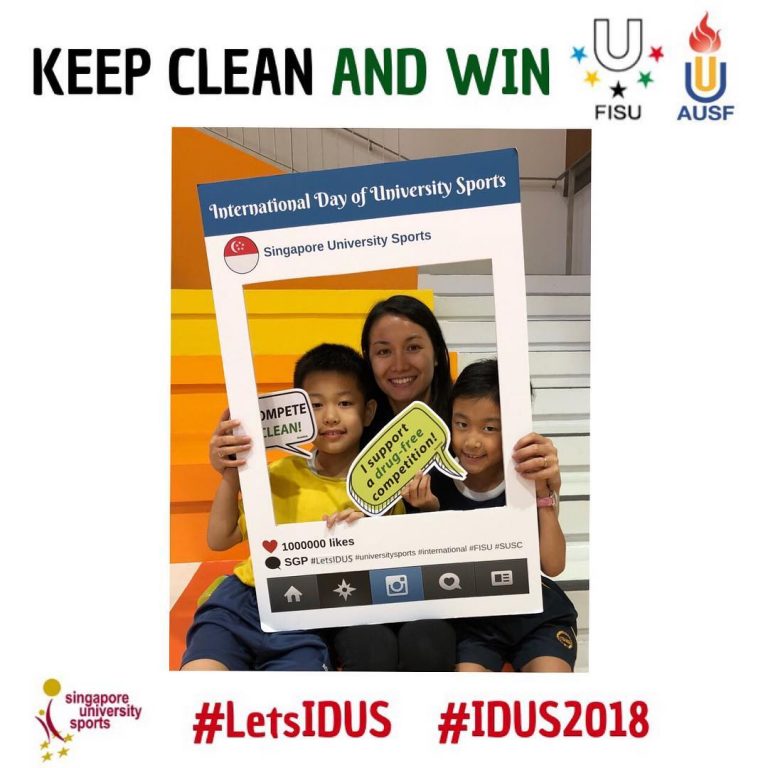 KEEP CLEAN AND WIN
FISU
AUSF
International Day of University Sports
Singapore University Sports
OMPETE
CLEAN!
I support
a drug-free
competition!
1000000 likes
SGP #LetsIDUS #universitysports #international #FISU #SUSC
singapore
university
sports
#LetsIDUS #IDUS2018